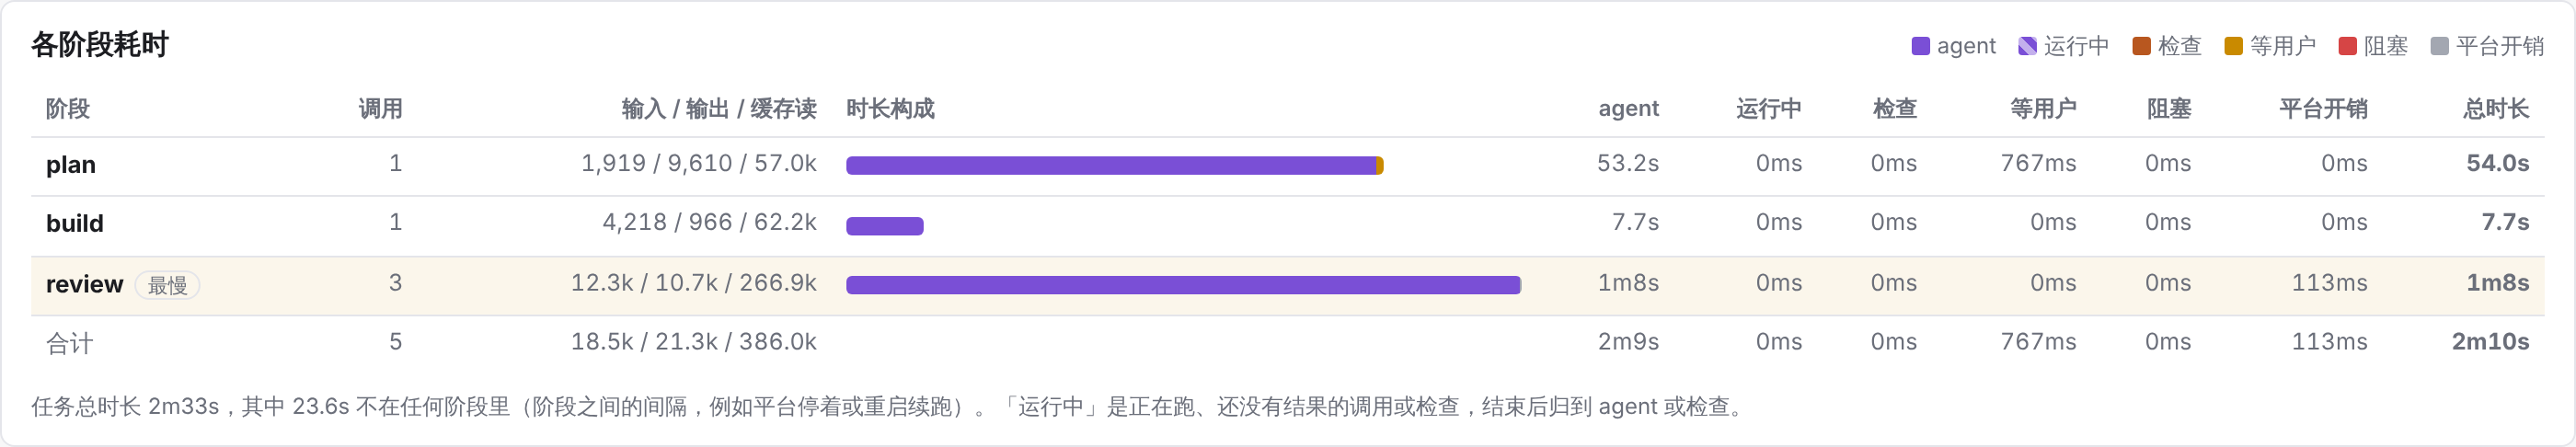 各阶段耗时
agent 运行中 检查 等用户 阻塞 平台开销
阶段 调用 输入 / 输出 / 缓存读 时长构成 agent 运行中 检查 等用户 阻塞 平台开销 总时长
plan 1 1,919 / 9,610 / 57.0k 53.2s 0ms 0ms 767ms 0ms 0ms 54.0s
build 1 4,218 / 966 / 62.2k 7.7s 0ms 0ms 0ms 0ms 0ms 7.7s
review 最慢 3 12.3k / 10.7k / 266.9k 1m8s 0ms 0ms 0ms 0ms 113ms 1m8s
合计 5 18.5k / 21.3k / 386.0k 2m9s 0ms 0ms 767ms 0ms 113ms 2m10s
任务总时长 2m33s，其中 23.6s 不在任何阶段里（阶段之间的间隔，例如平台停着或重启续跑）。「运行中」是正在跑、还没有结果的调用或检查，结束后归到 agent 或检查。